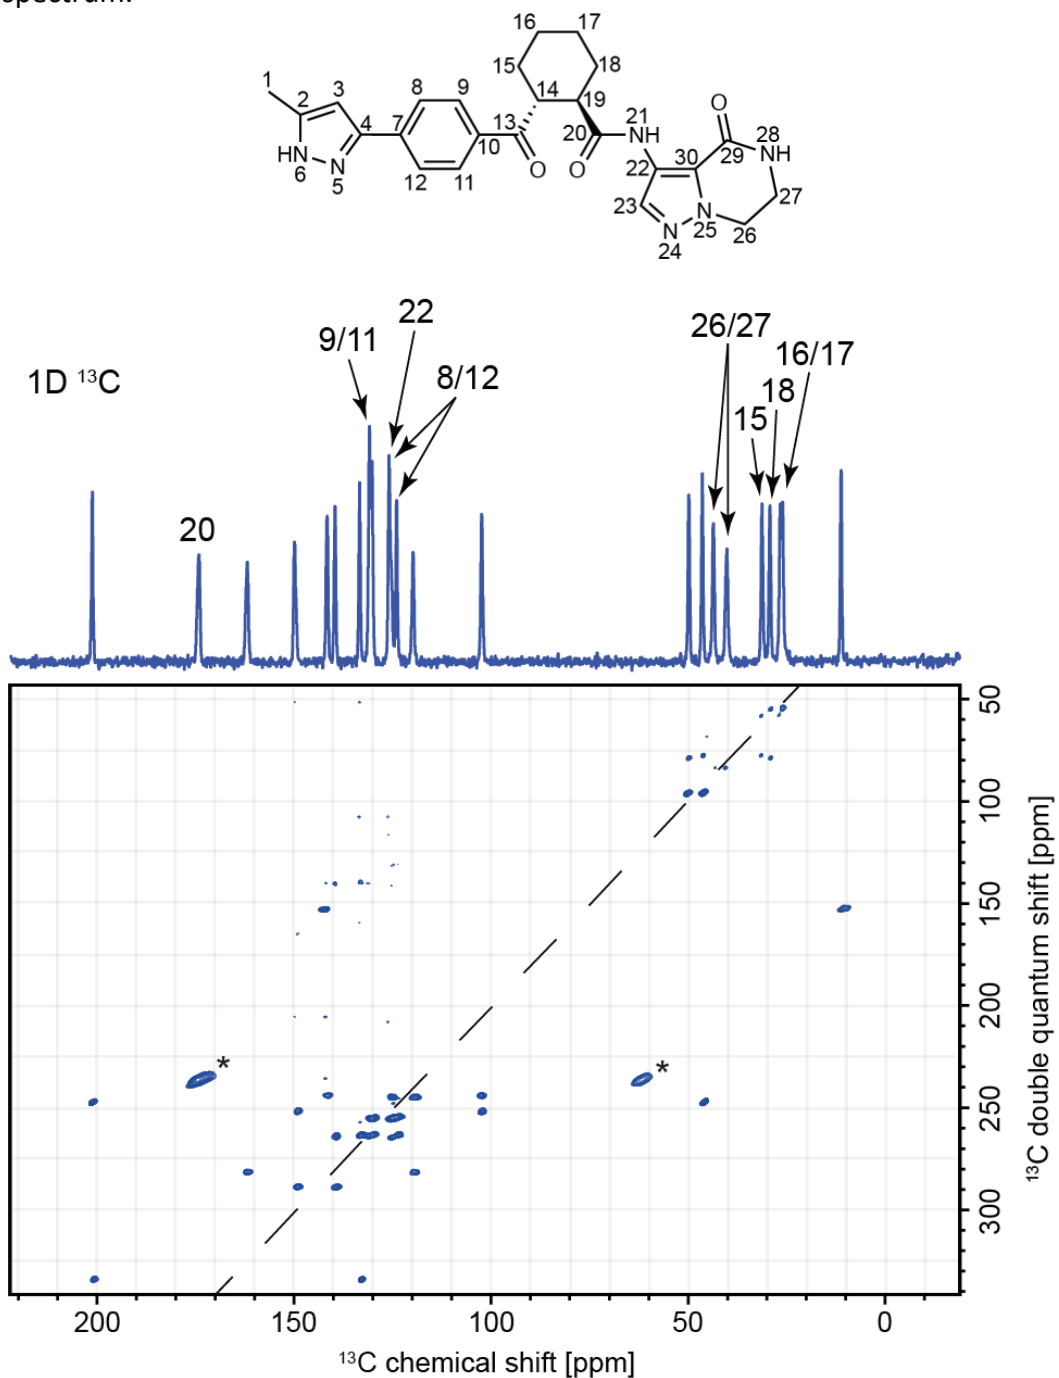 spectrum.
16 17
15 18
14 19
1 2 3 4 5 6 HN N
7 8 9 10 11 12
13 O
20 O
21 NH
22 23 24 N 25 N
26 27
28 NH
29 O
30
1D ¹³C
20
9/11
22
8/12
26/27
15
18
16/17
*
*
50
100
150
200
250
300
¹³C double quantum shift [ppm]
200 150 100 50 0
¹³C chemical shift [ppm]